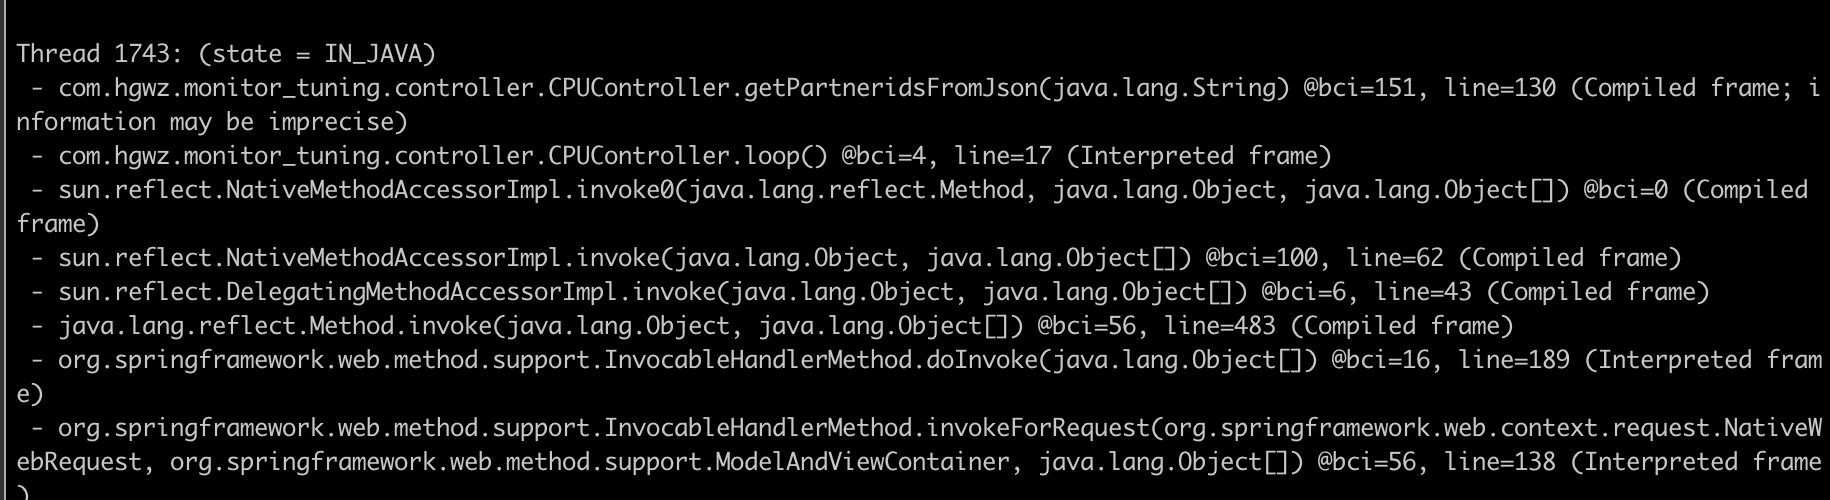 Thread 1743: (state = IN_JAVA)
 - com.hgwz.monitor_tuning.controller.CPUController.getPartneridsFromJson(java.lang.String) @bci=151, line=130 (Compiled frame; i
nformation may be imprecise)
 - com.hgwz.monitor_tuning.controller.CPUController.loop() @bci=4, line=17 (Interpreted frame)
 - sun.reflect.NativeMethodAccessorImpl.invoke0(java.lang.reflect.Method, java.lang.Object, java.lang.Object[]) @bci=0 (Compiled
frame)
 - sun.reflect.NativeMethodAccessorImpl.invoke(java.lang.Object, java.lang.Object[]) @bci=100, line=62 (Compiled frame)
 - sun.reflect.DelegatingMethodAccessorImpl.invoke(java.lang.Object, java.lang.Object[]) @bci=6, line=43 (Compiled frame)
 - java.lang.reflect.Method.invoke(java.lang.Object, java.lang.Object[]) @bci=56, line=483 (Compiled frame)
 - org.springframework.web.method.support.InvocableHandlerMethod.doInvoke(java.lang.Object[]) @bci=16, line=189 (Interpreted fram
e)
 - org.springframework.web.method.support.InvocableHandlerMethod.invokeForRequest(org.springframework.web.context.request.NativeW
ebRequest, org.springframework.web.method.support.ModelAndViewContainer, java.lang.Object[]) @bci=56, line=138 (Interpreted frame
)